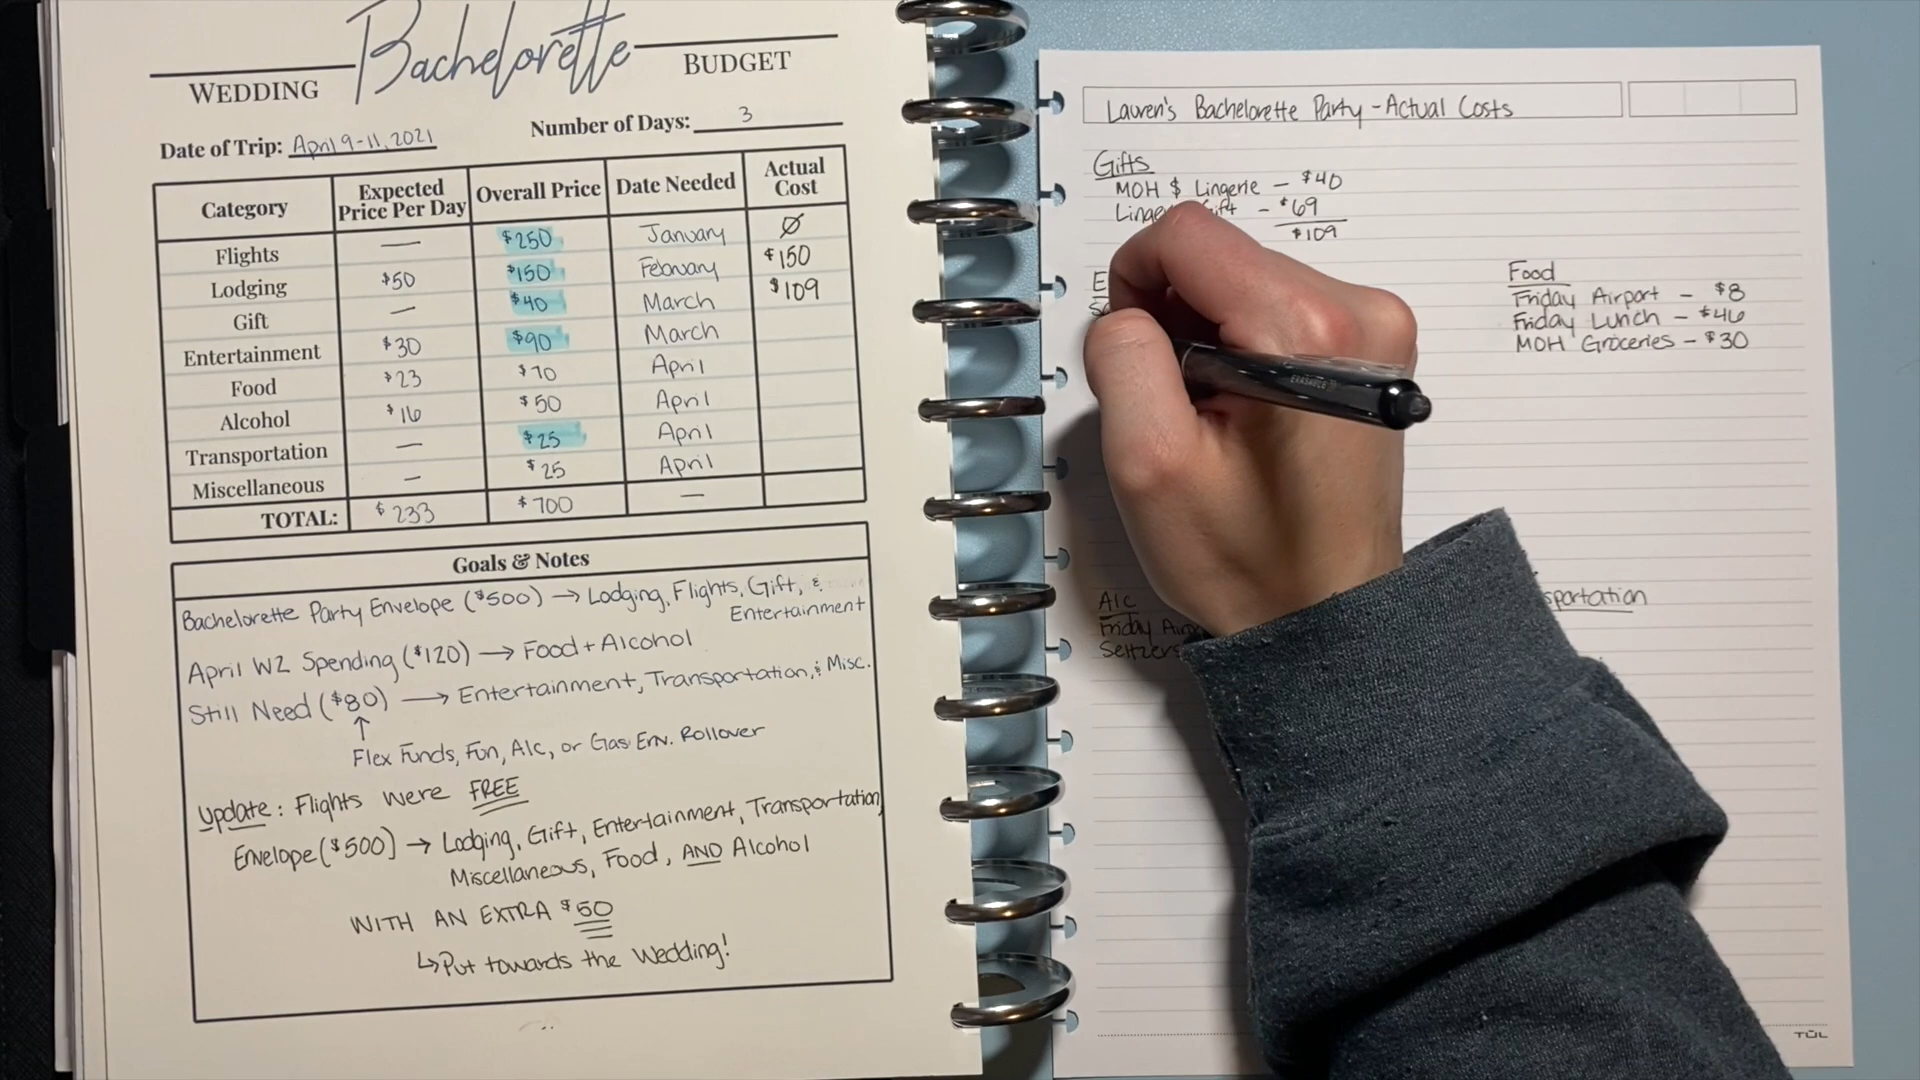 WEDDING Bachelorette BUDGET
Date of Trip: April 9-11, 2021 Number of Days: 3
Category Expected Price Per Day Overall Price Date Needed Actual Cost
Flights — $250 January Ø
Lodging $50 $150 February $150
Gift — $40 March $109
Entertainment $30 $90 March
Food $23 $70 April
Alcohol $16 $50 April
Transportation — $25 April
Miscellaneous — $25 April
TOTAL: $233 $700 —
Goals & Notes
Bachelorette Party Envelope ($500) → Lodging, Flights, Gift, &
Entertainment
April W2 Spending ($120) → Food + Alcohol
Still Need ($80) → Entertainment, Transportation, & Misc.
↑
Flex Funds, Fun, Alc, or Gas Env. Rollover
Update: Flights were FREE
Envelope ($500) → Lodging, Gift, Entertainment, Transportation,
Miscellaneous, Food, AND Alcohol
WITH AN EXTRA $50
↳ Put towards the Wedding!
Lauren's Bachelorette Party - Actual Costs
Gifts
MOH $ Lingerie - $40
Gift - $69
$109
Food
Friday Airport - $8
Friday Lunch - $46
MOH Groceries - $30
Alc
Friday
Seltzers
ERASABLE
TUL